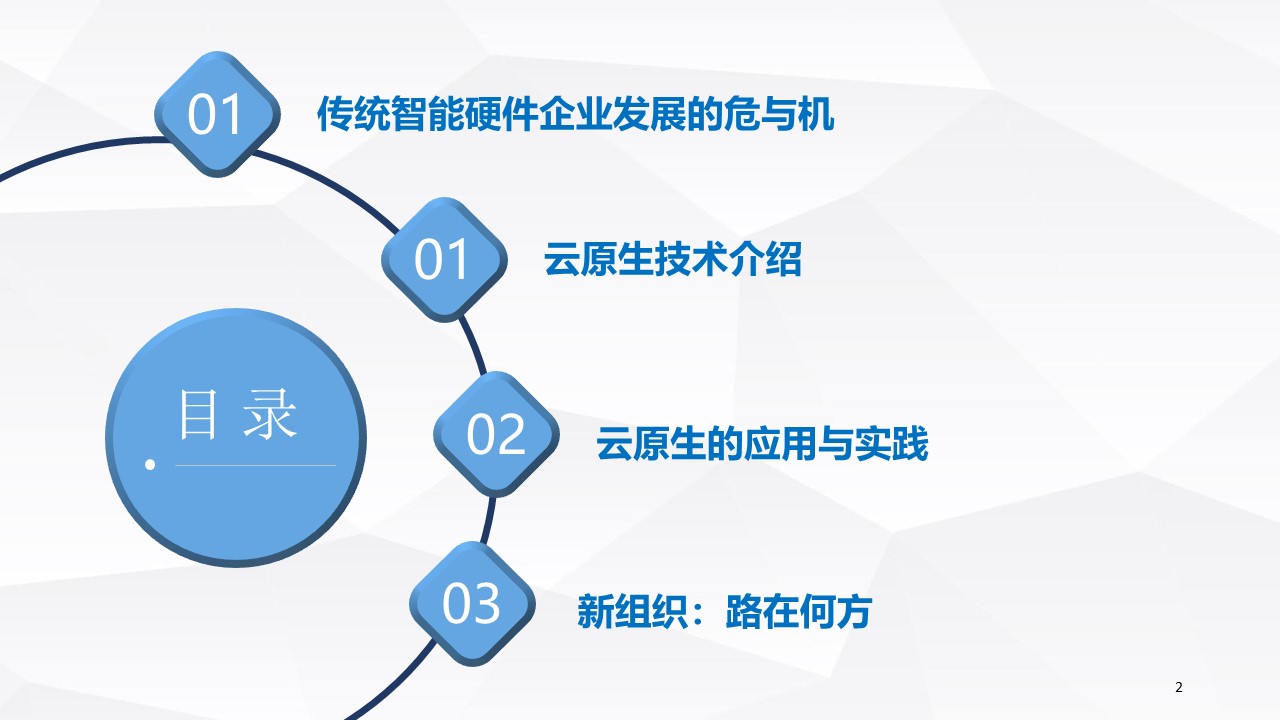 01 传统智能硬件企业发展的危与机
01 云原生技术介绍
目录
02 云原生的应用与实践
03 新组织：路在何方
2